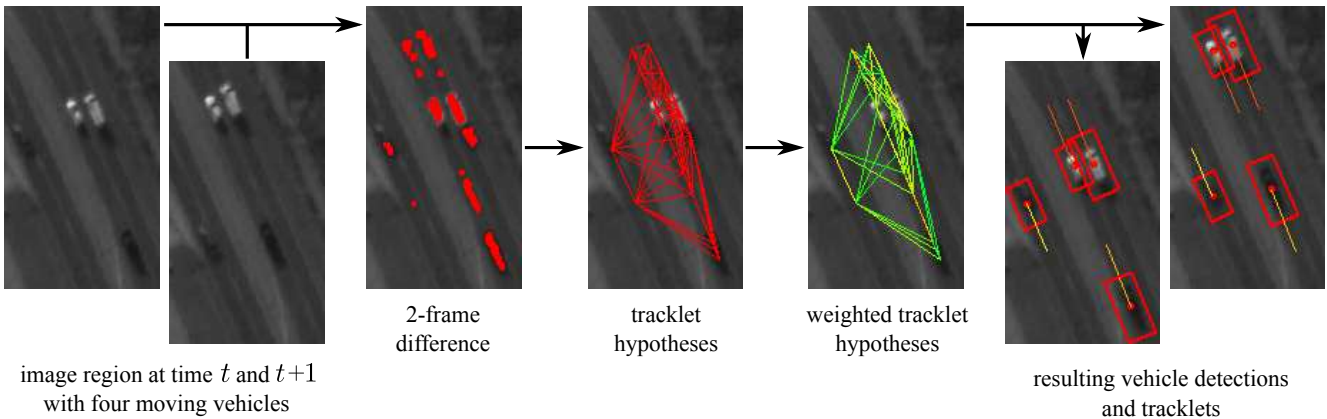 2-frame
difference
tracklet
hypotheses
weighted tracklet
hypotheses
image region at time t and t+1
with four moving vehicles
resulting vehicle detections
and tracklets